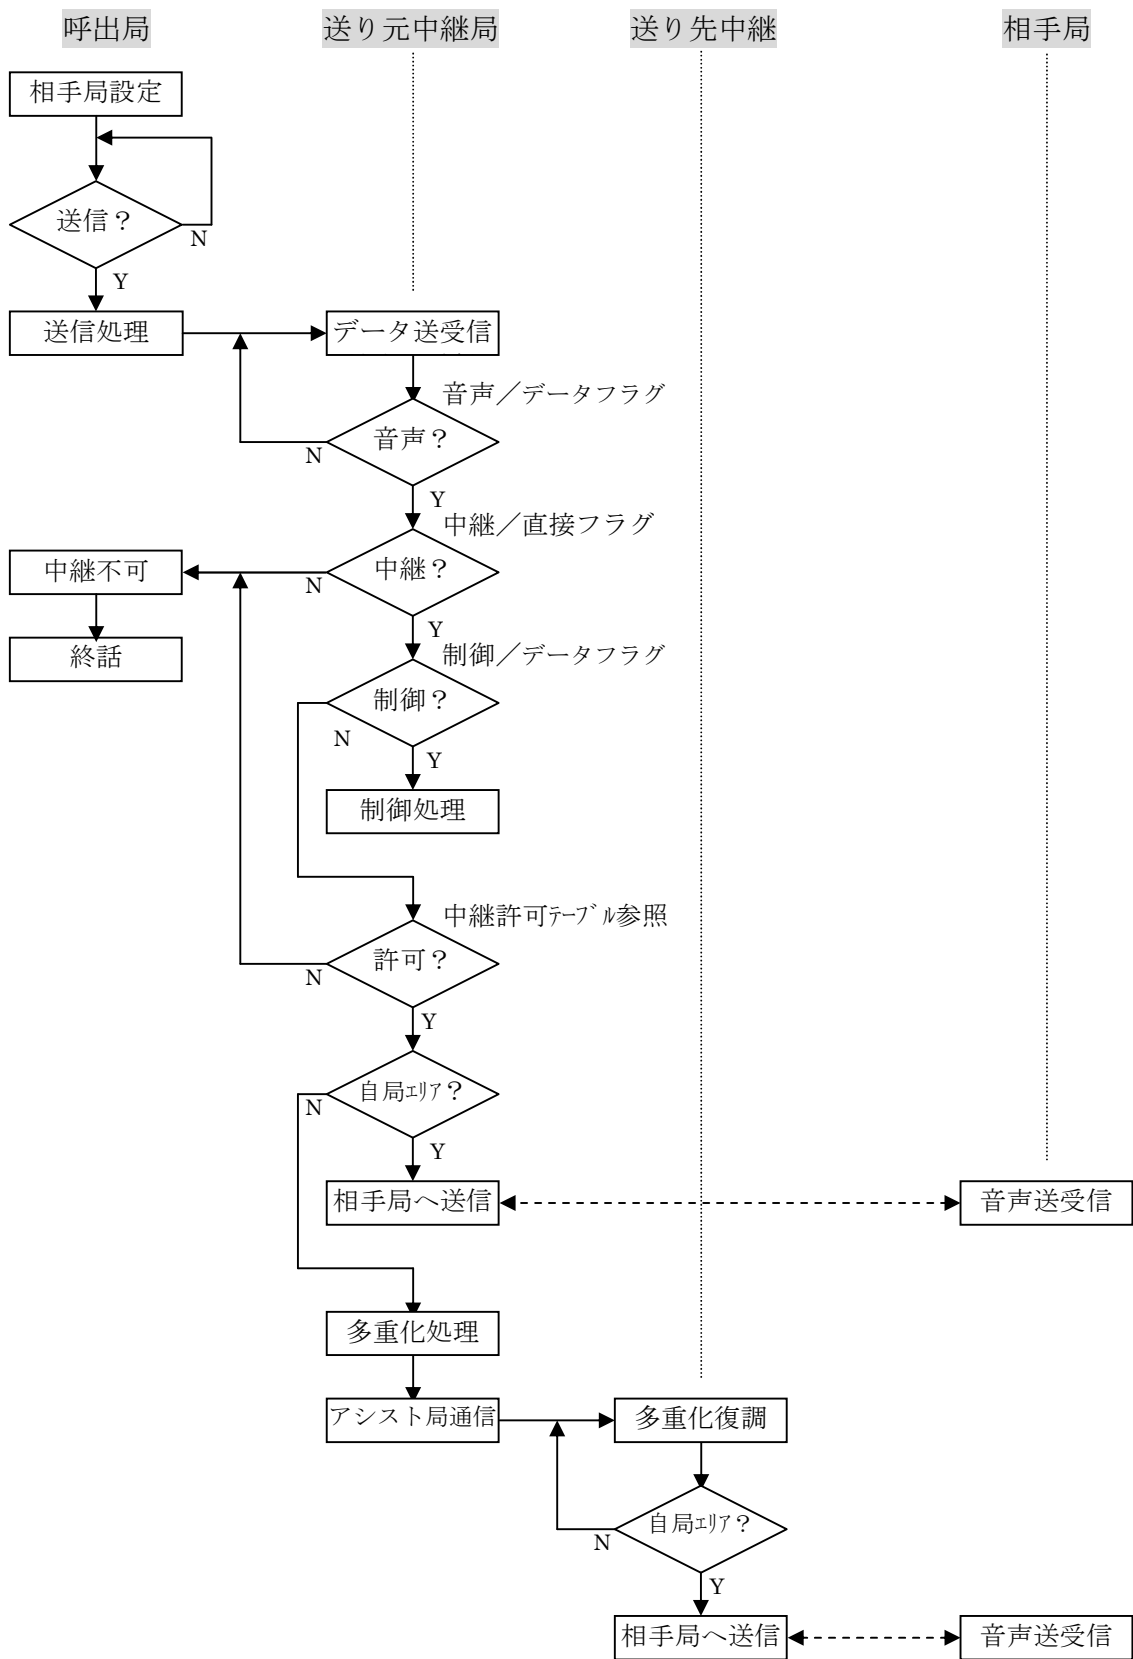 呼出局
送り元中継局
送り先中継
相手局
相手局設定
送信？
N
Y
送信処理
データ送受信
音声／データフラグ
音声？
N
Y
中継／直接フラグ
中継不可
中継？
N
Y
終話
制御／データフラグ
制御？
N
Y
制御処理
中継許可ﾃｰﾌﾞﾙ参照
許可？
N
Y
自局ｴﾘｱ？
N
Y
相手局へ送信
音声送受信
多重化処理
アシスト局通信
多重化復調
自局ｴﾘｱ？
N
Y
相手局へ送信
音声送受信